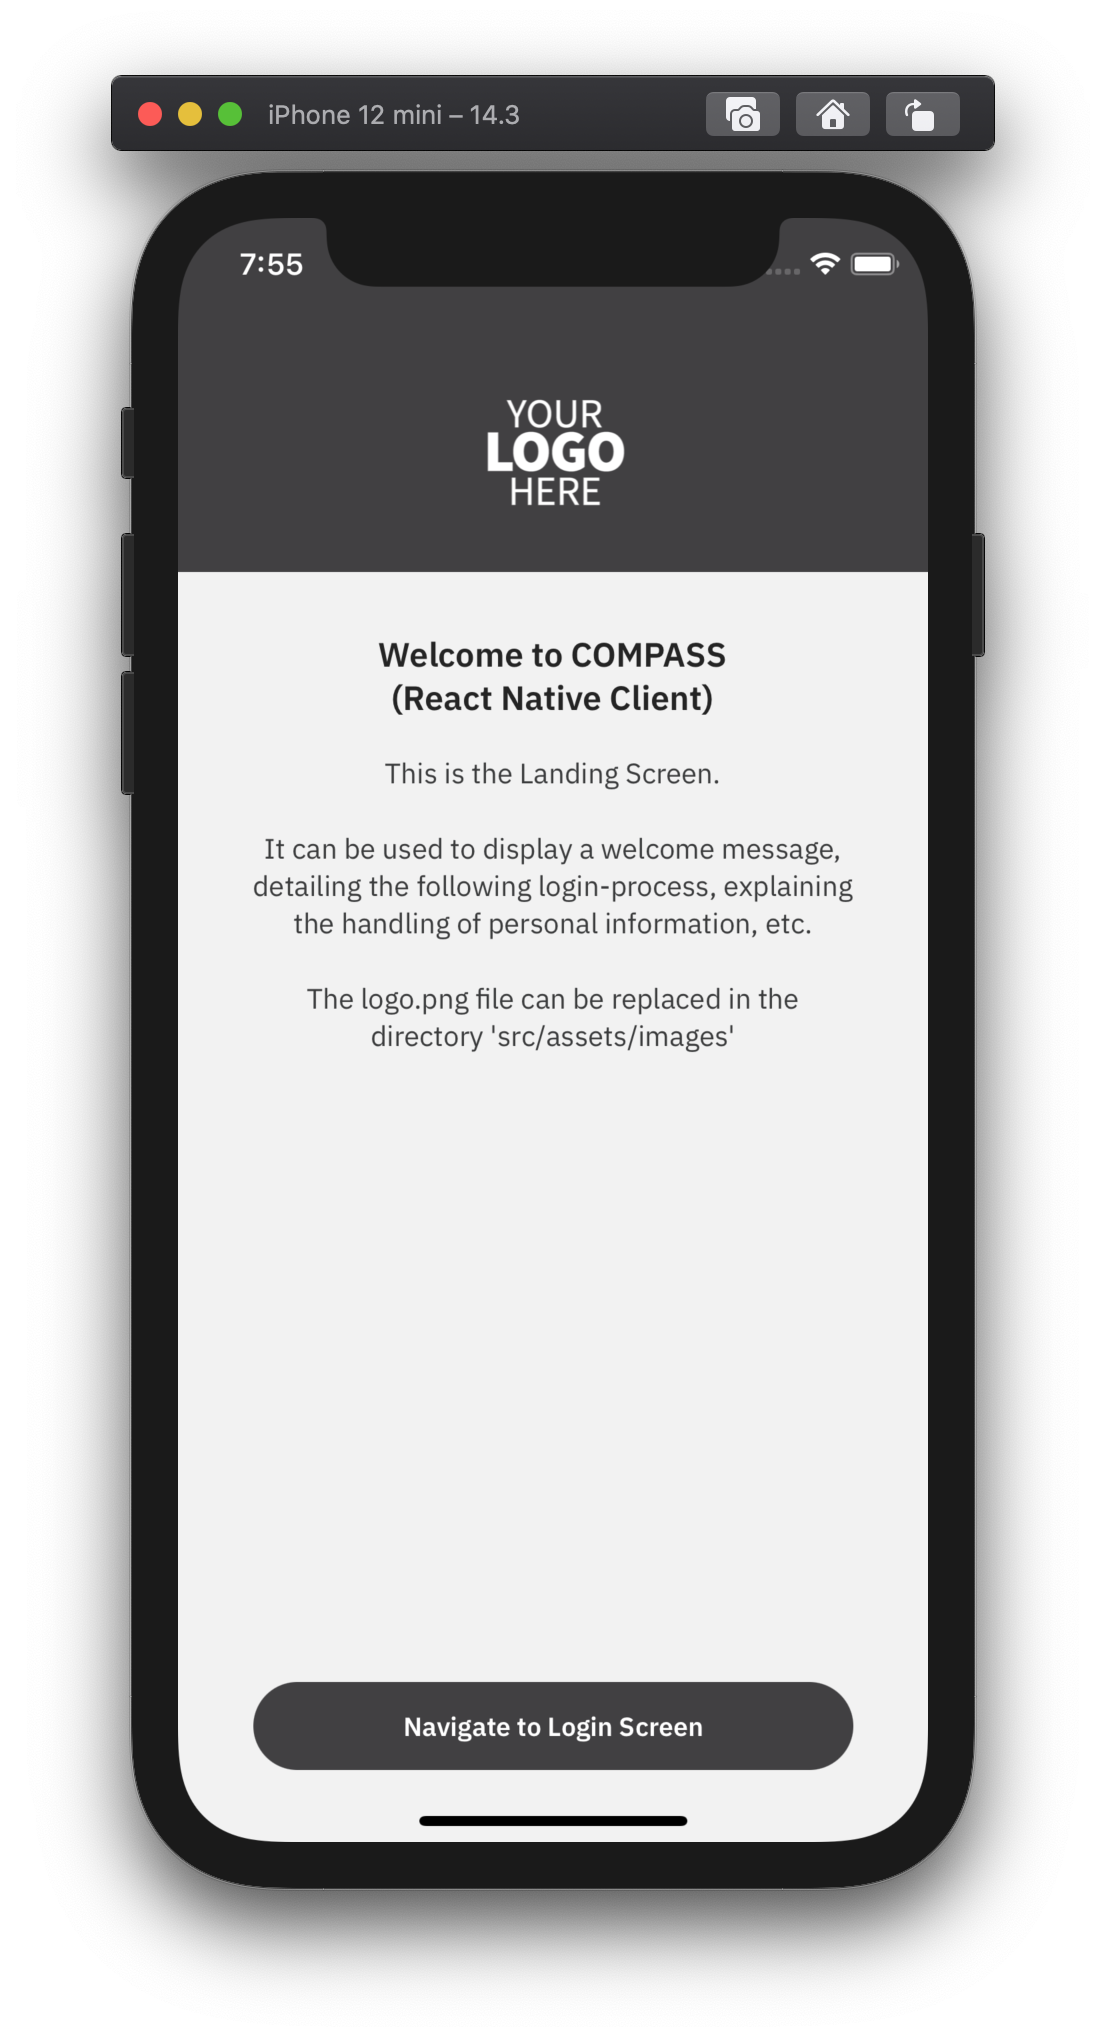 iPhone 12 mini – 14.3
7:55
YOUR
LOGO
HERE
Welcome to COMPASS
(React Native Client)
This is the Landing Screen.
It can be used to display a welcome message,
detailing the following login-process, explaining
the handling of personal information, etc.
The logo.png file can be replaced in the
directory 'src/assets/images'
Navigate to Login Screen